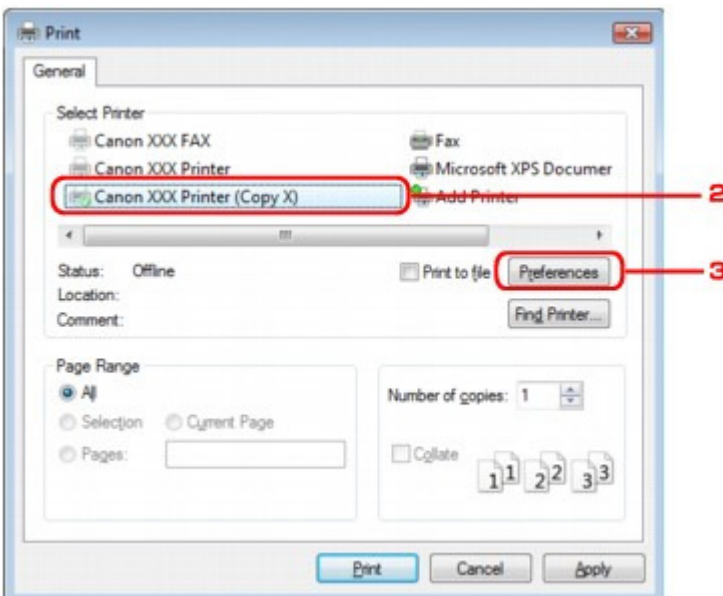 Print
General
Select Printer
Canon XXX FAX
Fax
Canon XXX Printer
Microsoft XPS Documer
Canon XXX Printer (Copy X)
Add Printer
2
Status: Offline
Print to file
Preferences
3
Location:
Comment:
Find Printer...
Page Range
All
Selection
Current Page
Pages:
Number of copies: 1
Collate
1 1 2 2 3 3
Print
Cancel
Apply